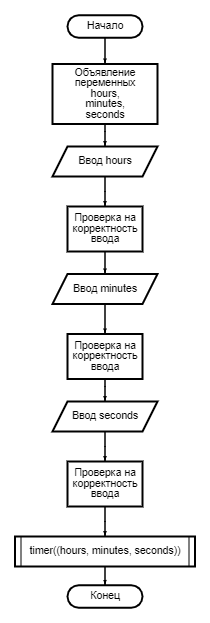 Начало
Объявление
переменных
hours,
minutes,
seconds
Ввод hours
Проверка на
корректность
ввода
Ввод minutes
Проверка на
корректность
ввода
Ввод seconds
Проверка на
корректность
ввода
timer((hours, minutes, seconds))
Конец